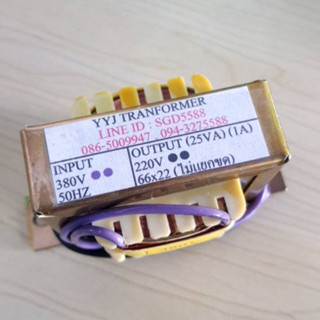 YYJ TRANFORMER
LINE ID : SGD5588
086-5009947 , 094-3275588
INPUT
380V
50HZ
OUTPUT (25VA) (1A)
220V
66x22 (ไม่แยกขด)